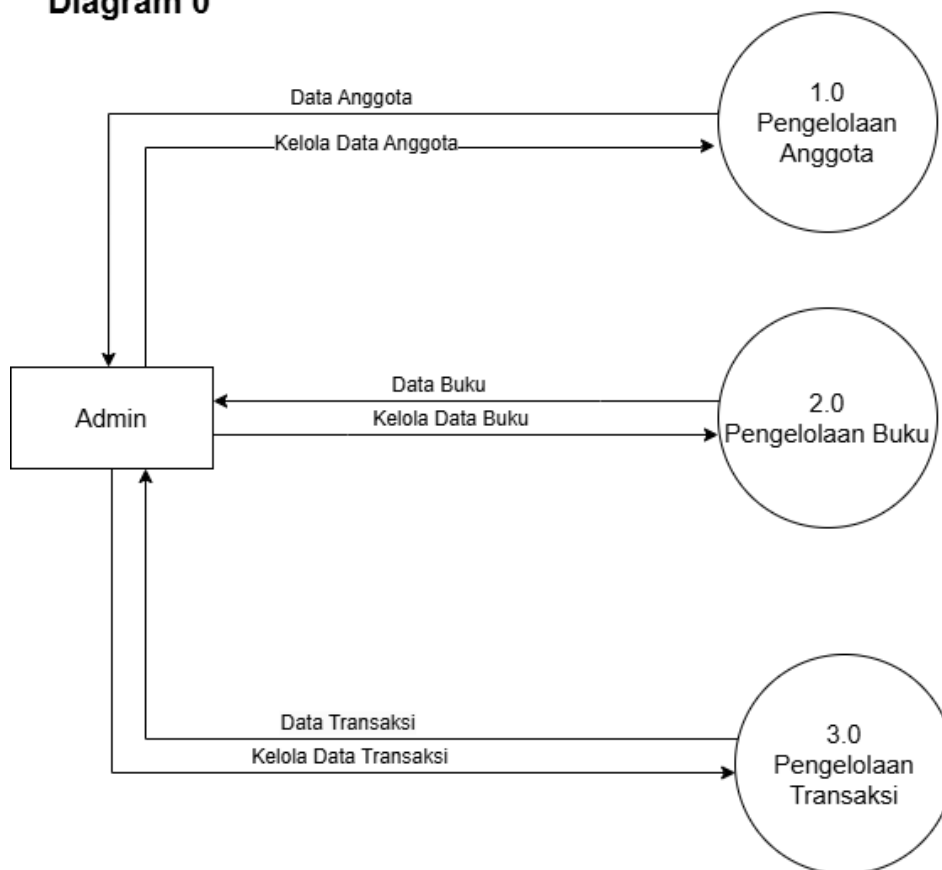 Diagram 0
Data Anggota
Kelola Data Anggota
1.0
Pengelolaan
Anggota
Admin
Data Buku
Kelola Data Buku
2.0
Pengelolaan Buku
Data Transaksi
Kelola Data Transaksi
3.0
Pengelolaan
Transaksi